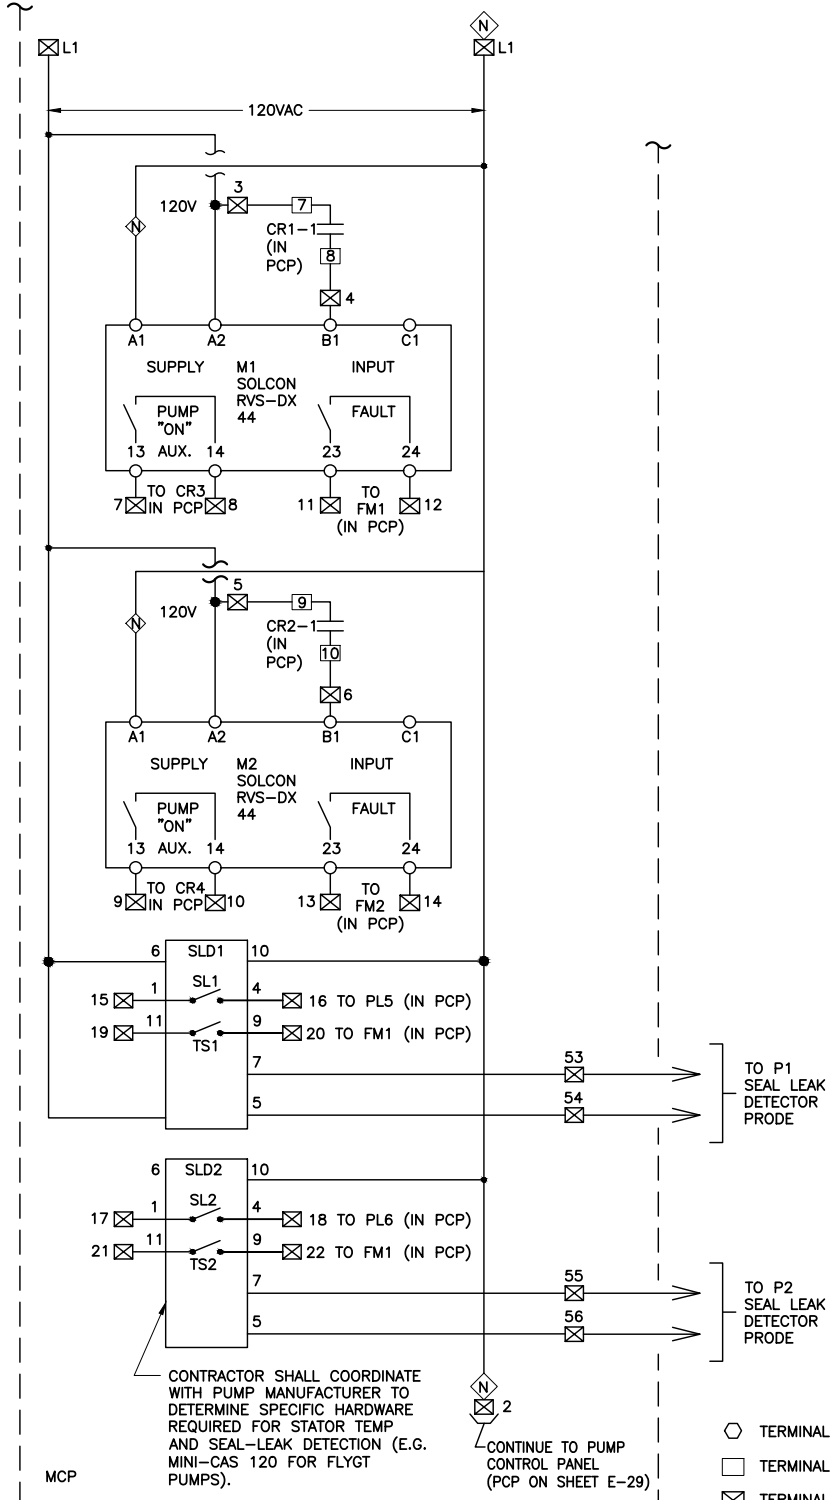 N
L1
L1
120VAC
3
120V
7
N
CR1-1
(IN
PCP)
8
4
A1 A2 B1 C1
SUPPLY M1 INPUT
SOLCON
RVS-DX
44
PUMP
"ON"
FAULT
13 AUX. 14 23 24
7 TO CR3
IN PCP 8
11 TO
FM1
(IN PCP)
12
5
120V
9
N
CR2-1
(IN
PCP)
10
6
A1 A2 B1 C1
SUPPLY M2 INPUT
SOLCON
RVS-DX
44
PUMP
"ON"
FAULT
13 AUX. 14 23 24
9 TO CR4
IN PCP 10
13 TO
FM2
(IN PCP)
14
6 SLD1 10
15 1 SL1 4 16 TO PL5 (IN PCP)
19 11 TS1 9 20 TO FM1 (IN PCP)
7 53
5 54
TO P1
SEAL LEAK
DETECTOR
PRODE
6 SLD2 10
17 1 SL2 4 18 TO PL6 (IN PCP)
21 11 TS2 9 22 TO FM1 (IN PCP)
7 55
5 56
TO P2
SEAL LEAK
DETECTOR
PRODE
CONTRACTOR SHALL COORDINATE
WITH PUMP MANUFACTURER TO
DETERMINE SPECIFIC HARDWARE
REQUIRED FOR STATOR TEMP
AND SEAL-LEAK DETECTION (E.G.
MINI-CAS 120 FOR FLYGT
PUMPS).
N
2
CONTINUE TO PUMP
CONTROL PANEL
(PCP ON SHEET E-29)
MCP
TERMINAL
TERMINAL
TERMINAL